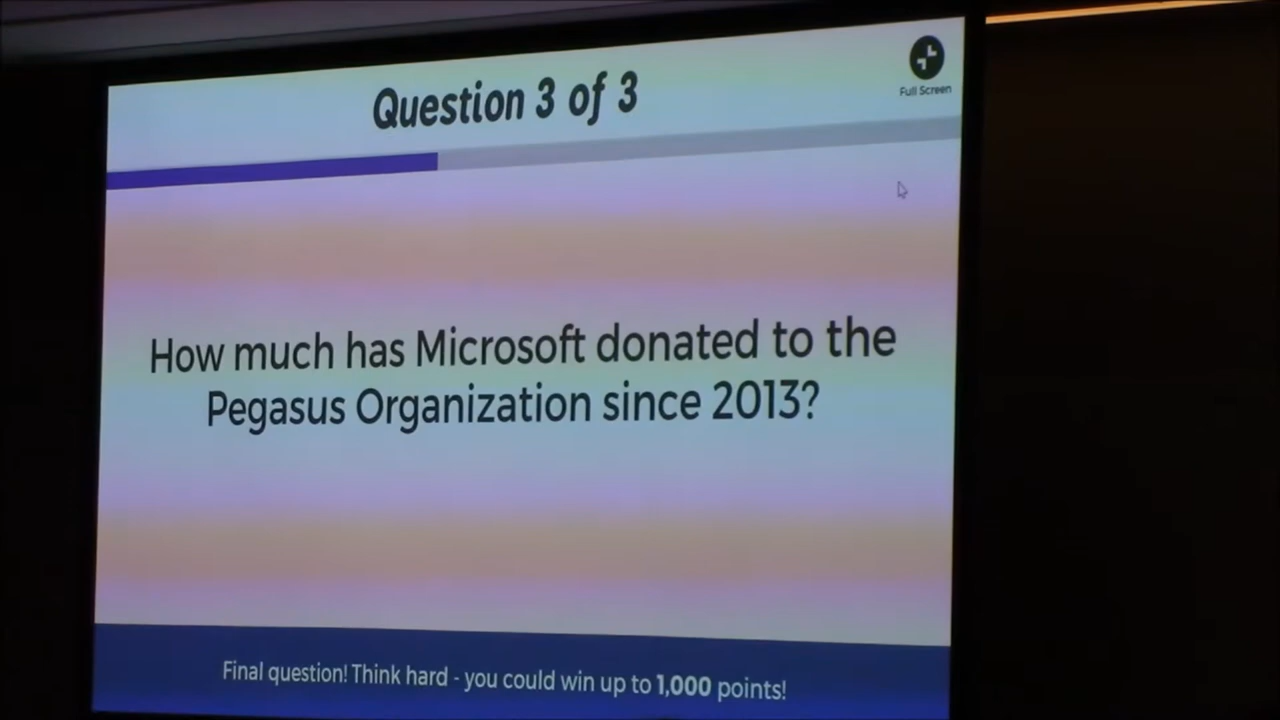 Question 3 of 3
Full Screen
How much has Microsoft donated to the
Pegasus Organization since 2013?
Final question! Think hard - you could win up to 1,000 points!